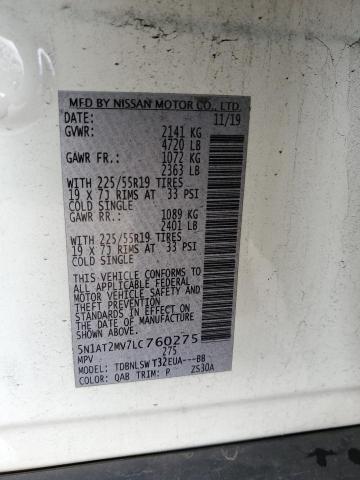 MFD BY NISSAN MOTOR CO., LTD.
DATE: 11/19
GVWR: 2141 KG
4720 LB
GAWR FR.: 1072 KG
2363 LB
WITH 225/55R19 TIRES
19 X 7J RIMS AT 33 PSI
COLD SINGLE
GAWR RR.: 1089 KG
2401 LB
WITH 225/55R19 TIRES
19 X 7J RIMS AT 33 PSI
COLD SINGLE
THIS VEHICLE CONFORMS TO
ALL APPLICABLE FEDERAL
MOTOR VEHICLE SAFETY AND
THEFT PREVENTION
STANDARDS IN EFFECT ON
THE DATE OF MANUFACTURE
SHOWN ABOVE.
5N1AT2MV7LC760275
MPV 275
MODEL: TDBNLSWT32EUA---BB
COLOR: QAB TRIM: P ZS30A